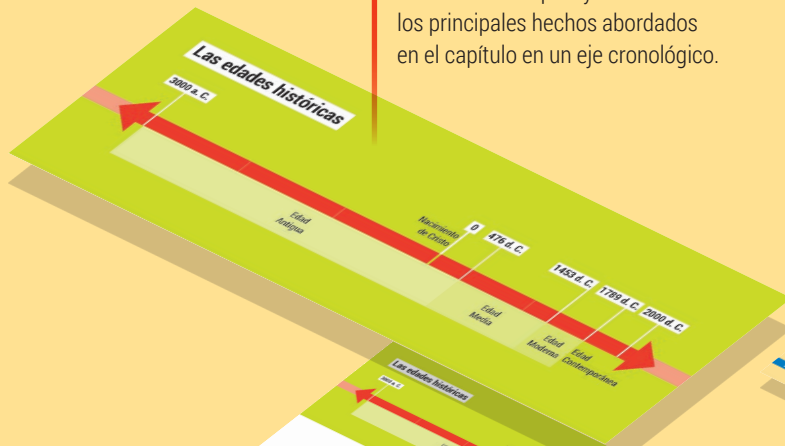 los principales hechos abordados
en el capítulo en un eje cronológico.
Las edades históricas
3000 a. C.
Edad
Antigua
Nacimiento
de Cristo
0
476 d. C.
Edad
Media
1453 d. C.
Edad
Moderna
1789 d. C.
Edad
Contemporánea
2000 d. C.
Las edades históricas
3000 a. C.